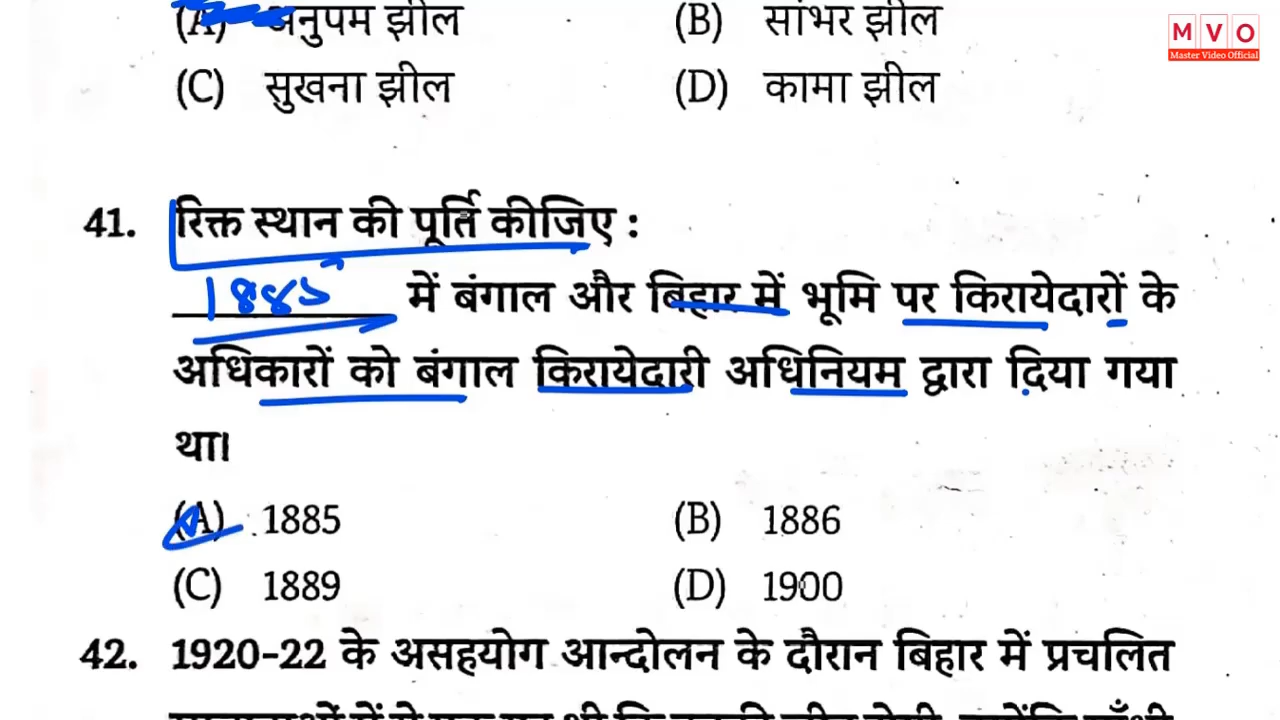 (A) अनुपम झील
(B) सांभर झील
M V O
Master Video Official
(C) सुखना झील
(D) कामा झील
41. रिक्त स्थान की पूर्ति कीजिए :
1885 में बंगाल और बिहार में भूमि पर किरायेदारों के
अधिकारों को बंगाल किरायेदारी अधिनियम द्वारा दिया गया
था।
(A) 1885
(B) 1886
(C) 1889
(D) 1900
42. 1920-22 के असहयोग आन्दोलन के दौरान बिहार में प्रचलित